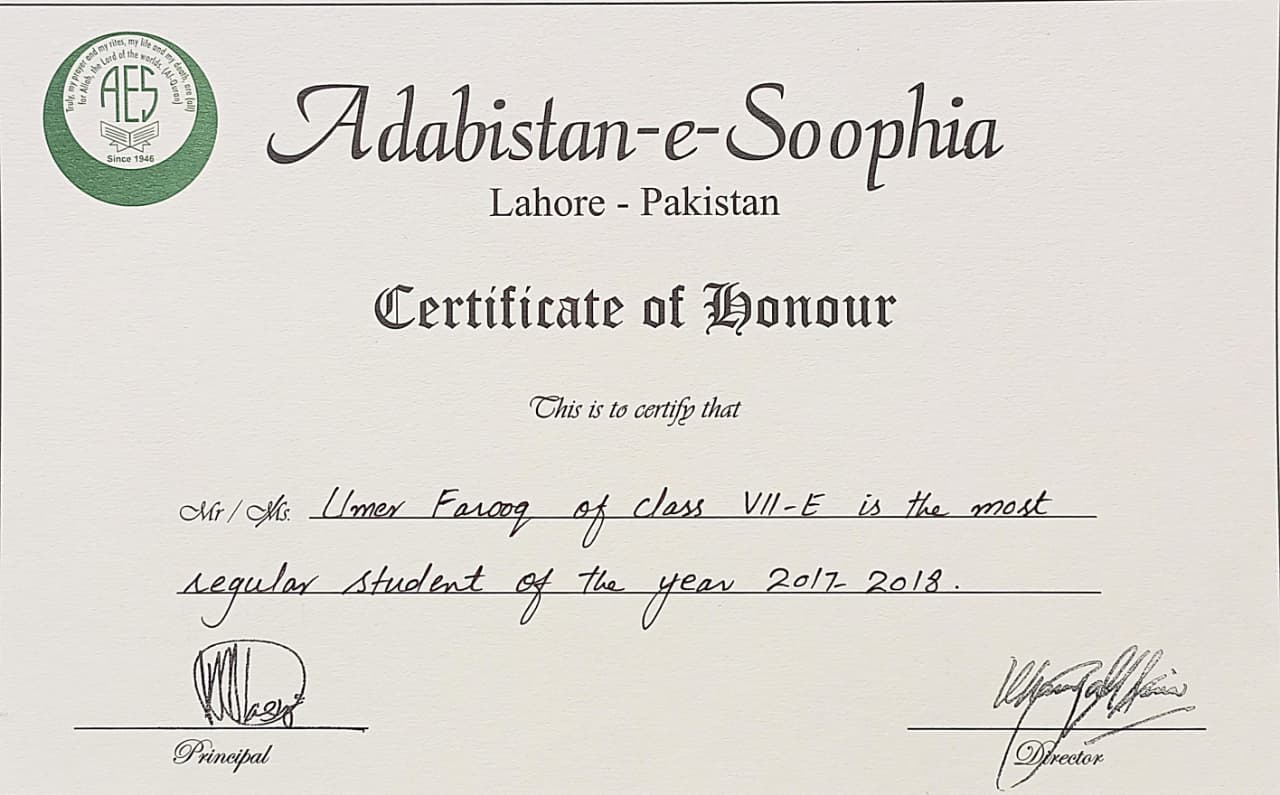 Truly, my prayer and my rites, my life and my death, are (all)
for Allah, the Lord of the worlds. (Al-Quran)
AES
Since 1946
Adabistan-e-Soophia
Lahore - Pakistan
Certificate of Honour
This is to certify that
Mr / Ms. Umer Farooq of class VII-E is the most
regular student of the year 2017-2018.
Principal
Director